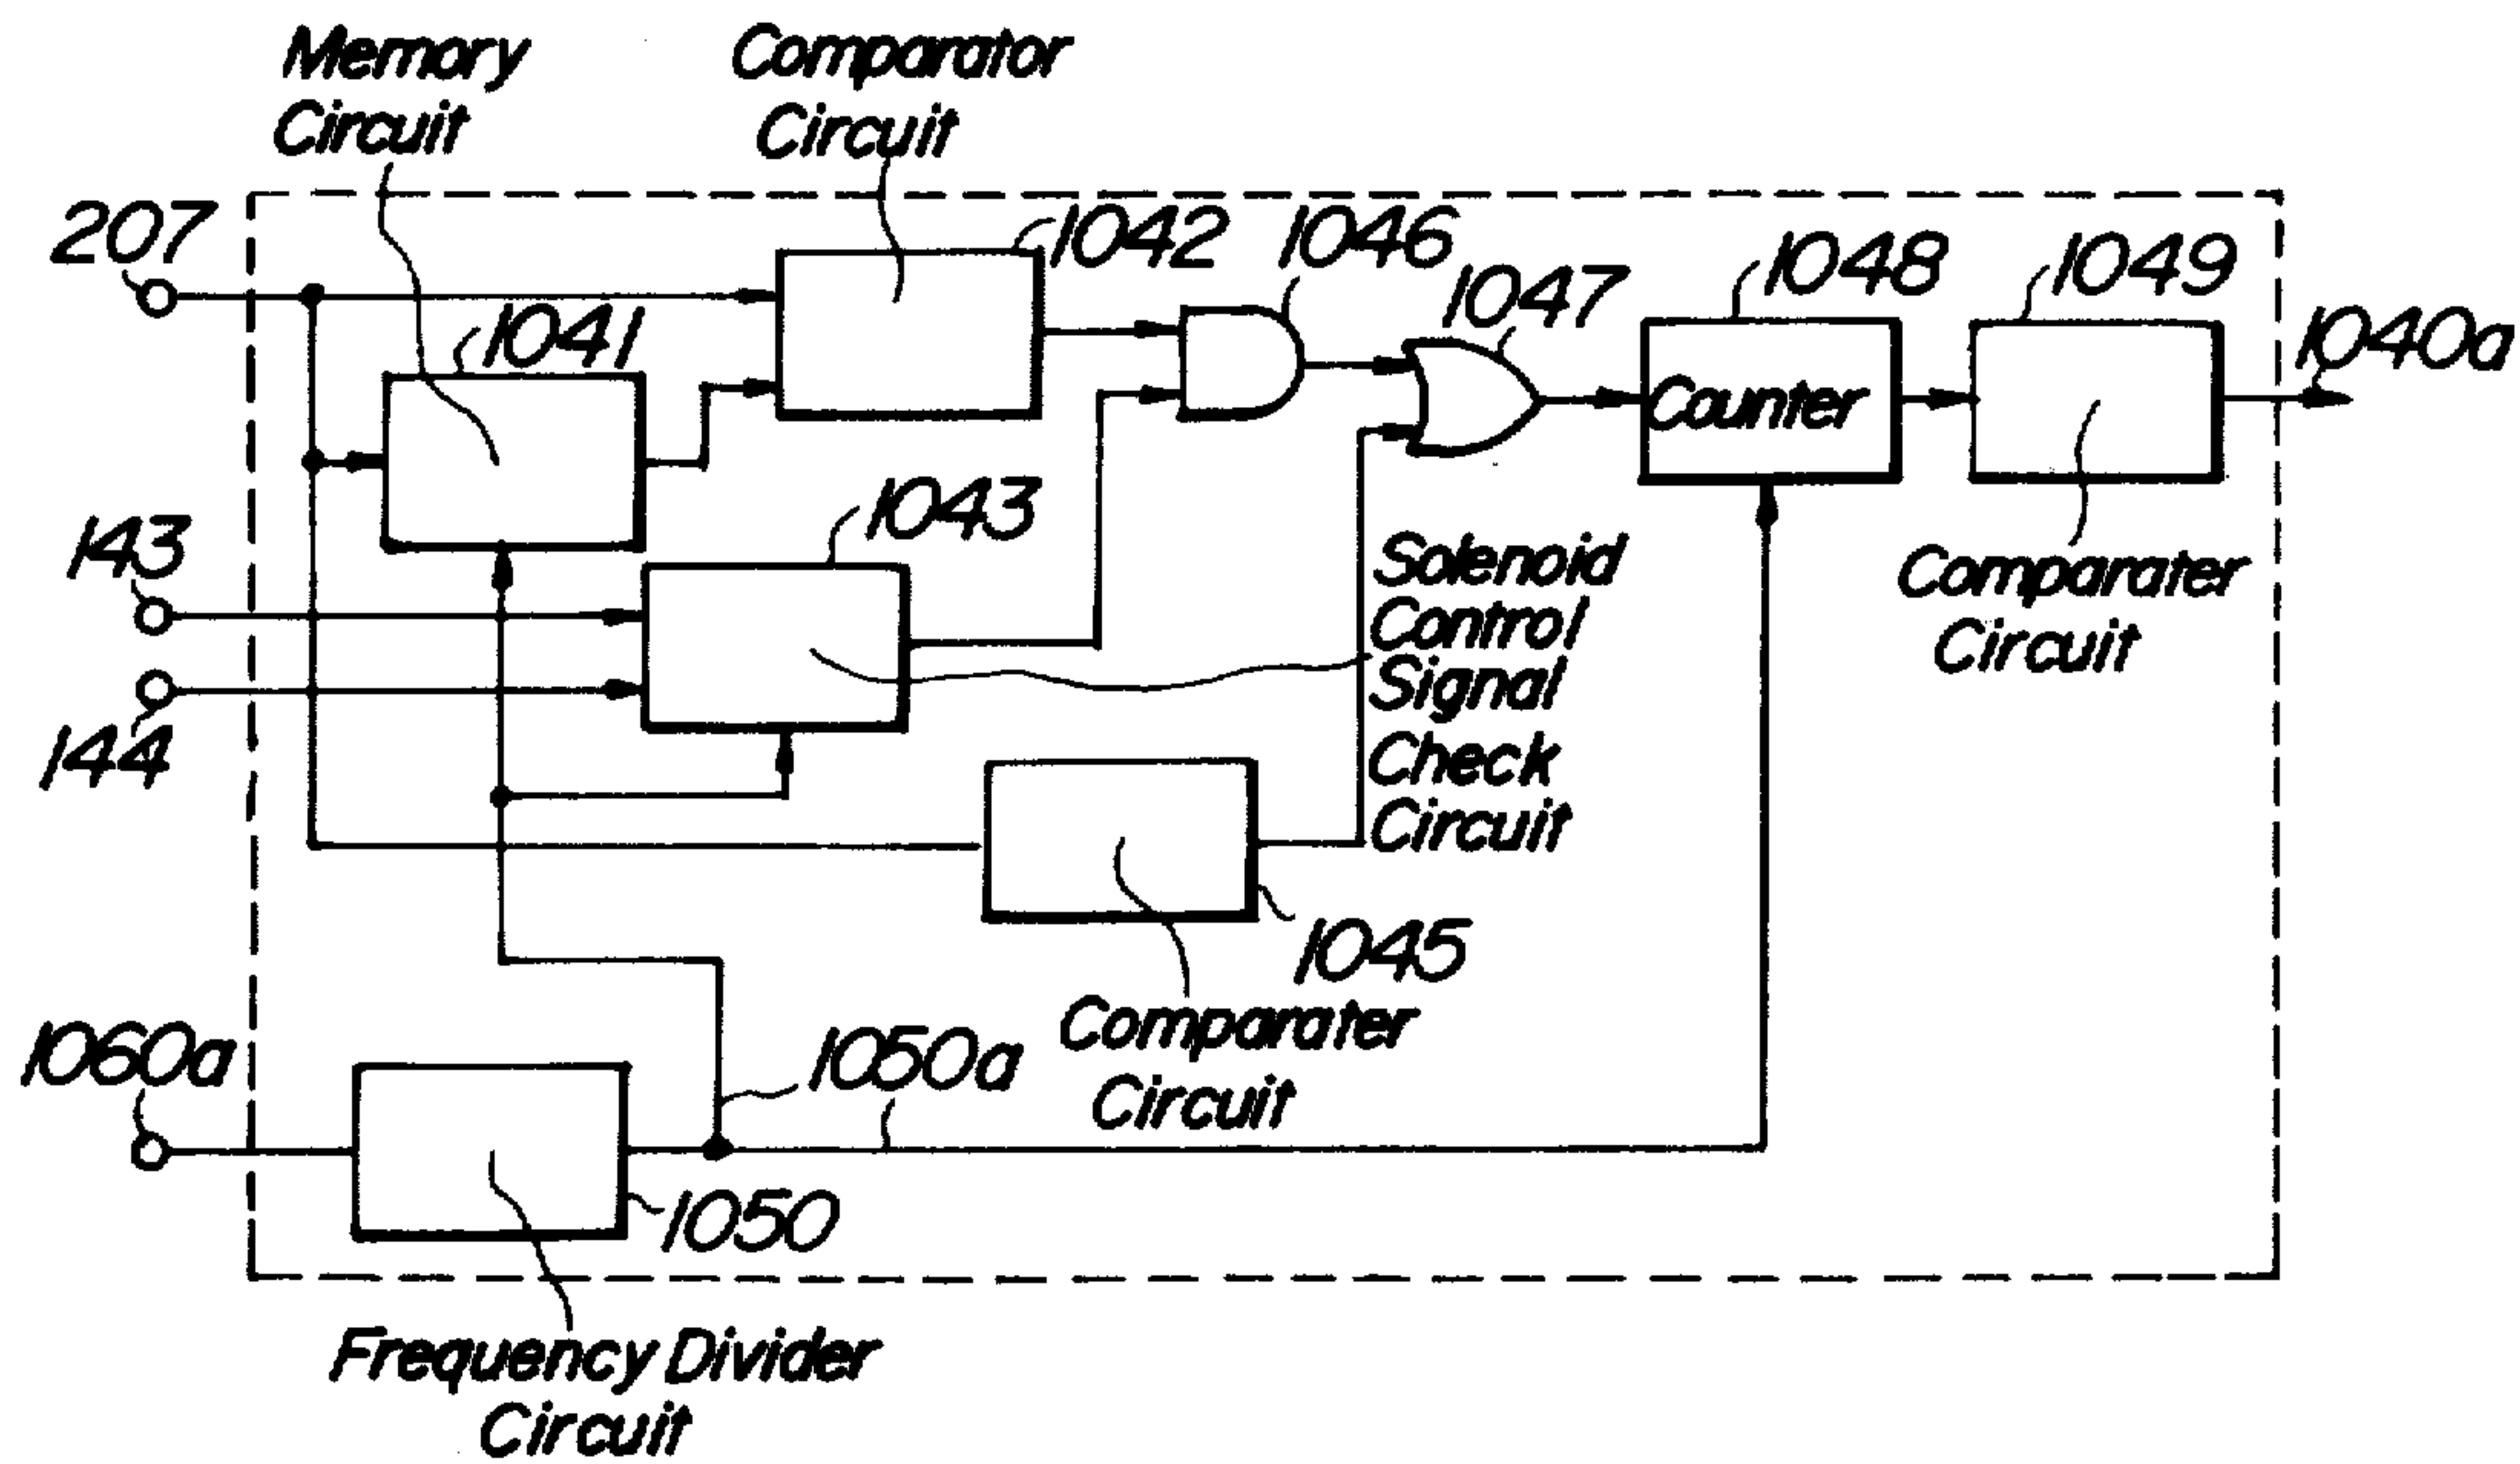 Memory
Circuit
Comparator
Circuit
207
1042
1046
1047
1048
1049
1040a
1041
Counter
143
1043
Solenoid
Control
Signal
Check
Circuit
Comparater
Circuit
144
1045
Comparater
Circuit
1060a
1050a
1050
Frequency Divider
Circuit